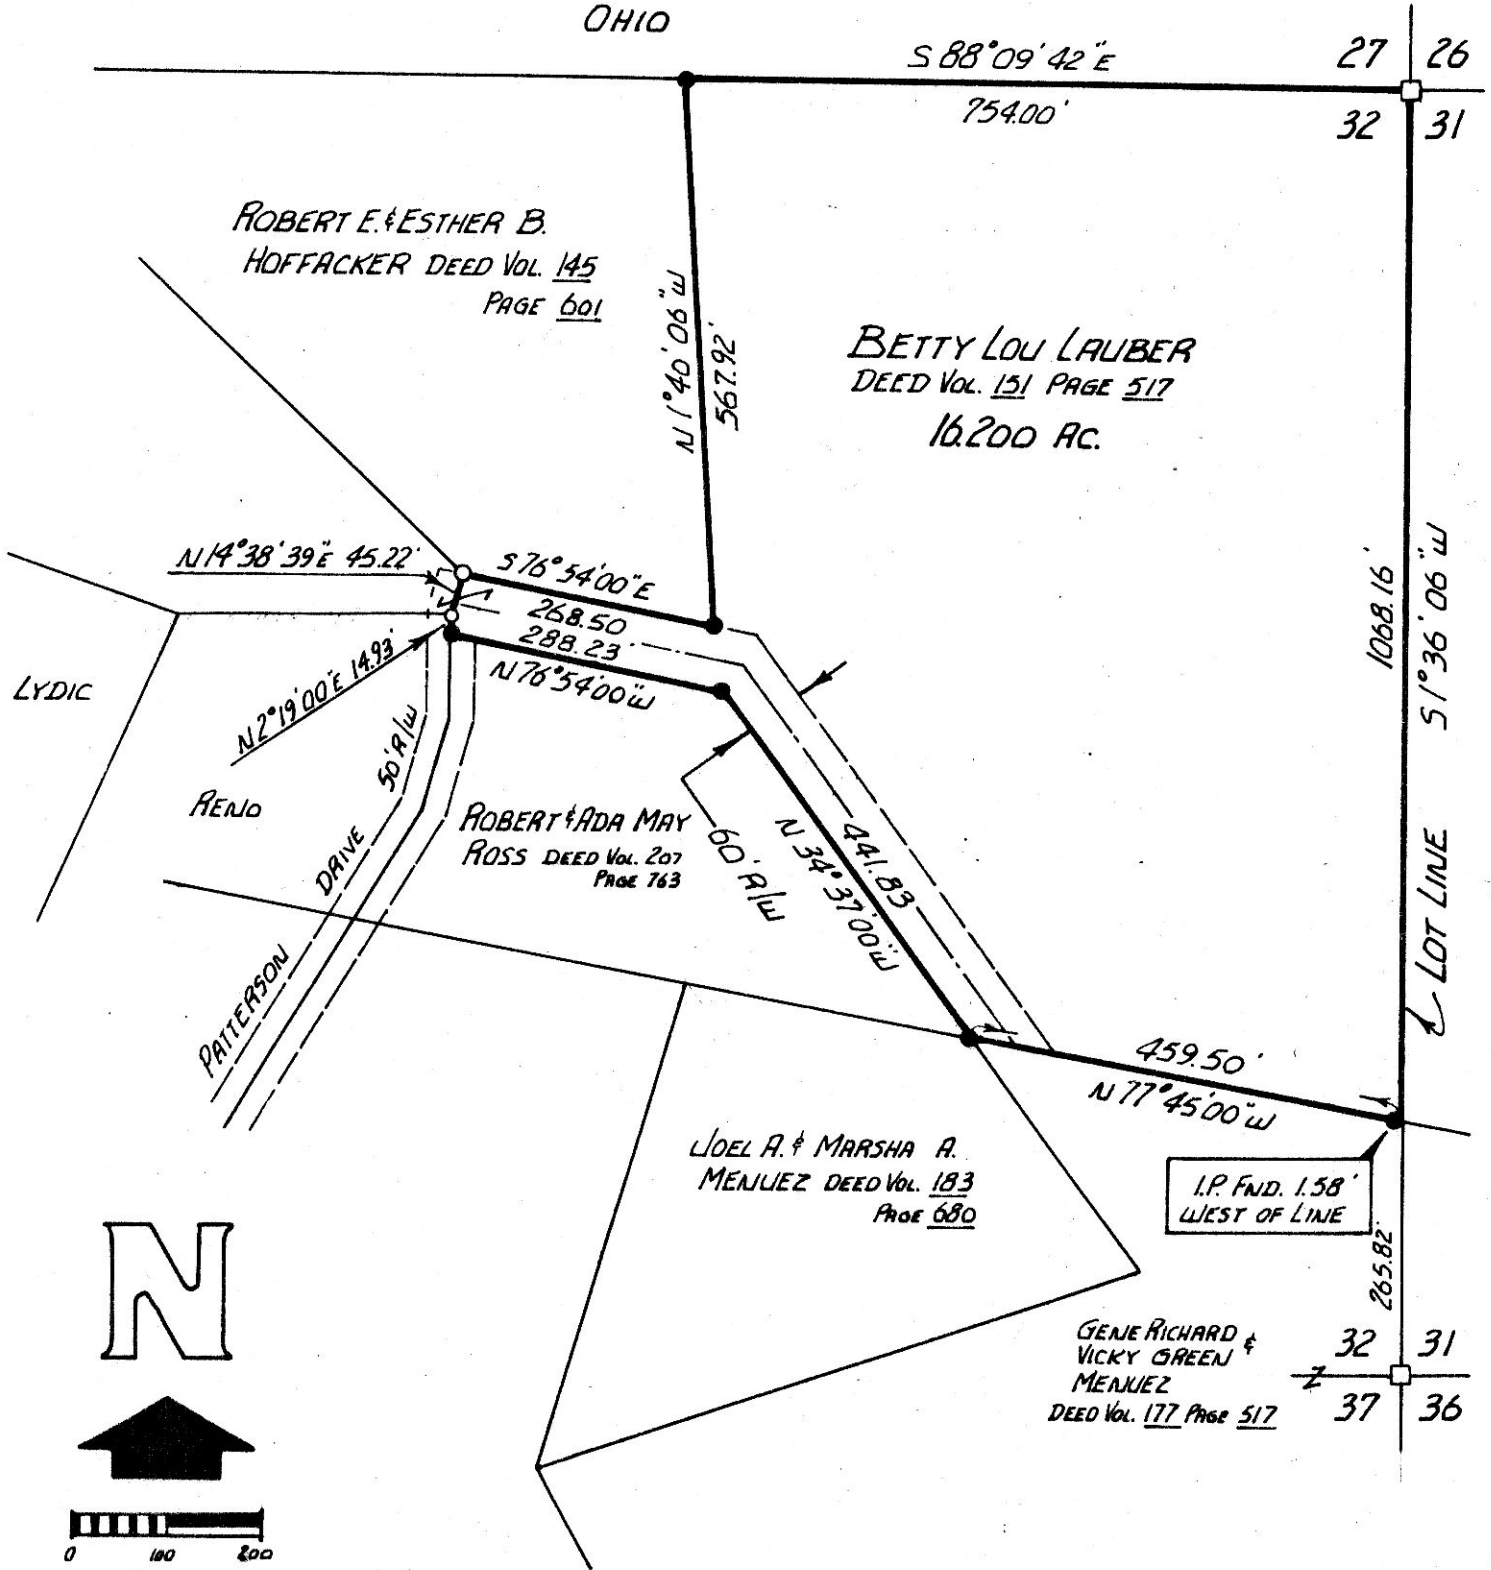 OHIO
S 88°09'42"E
754.00'
27 26
32 31
ROBERT E. & ESTHER B.
HOFFACKER DEED VOL. 145
PAGE 601
N 1°40'06"W
567.92'
BETTY LOU LAUBER
DEED VOL. 151 PAGE 517
16.200 AC.
1068.16'
S 1°36'06"W
N 14°38'39"E 45.22'
S 76°54'00"E
268.50
288.23'
N 76°54'00"W
N 2°19'00"E 14.93'
LYDIC
RENO
50' R/W
PATTERSON DRIVE
ROBERT & ADA MAY
ROSS DEED VOL. 207
PAGE 763
60' R/W
441.83
N 34°37'00"W
LOT LINE
459.50'
N 77°45'00"W
JOEL A. & MARSHA A.
MENUEZ DEED VOL. 183
PAGE 680
I.P. FND. 1.58'
WEST OF LINE
265.82'
GENE RICHARD &
VICKY GREEN &
MENUEZ
DEED VOL. 177 PAGE 517
32 31
37 36
N
0 100 200